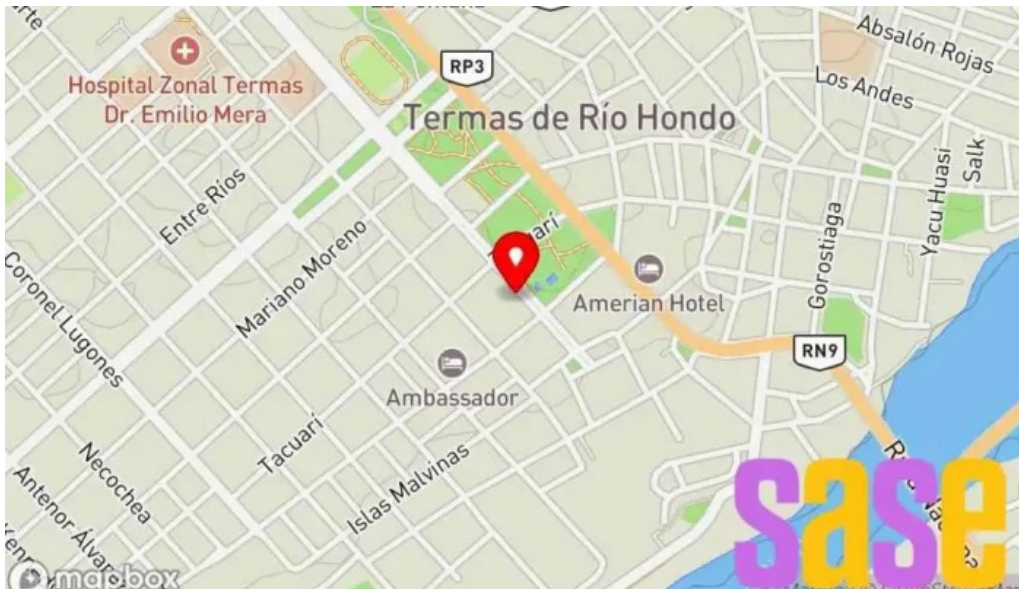 RP3
Absalón Rojas
Hospital Zonal Termas
Dr. Emilio Mera
Los Andes
Termas de Río Hondo
Salk
Yacu Huasi
Entre Ríos
Mariano Moreno
Gorostiaga
Coronel Lugones
Amerian Hotel
RN9
Ambassador
Tacuarí
Necochea
Islas Malvinas
Antenor Álvarez
sase
mapbox